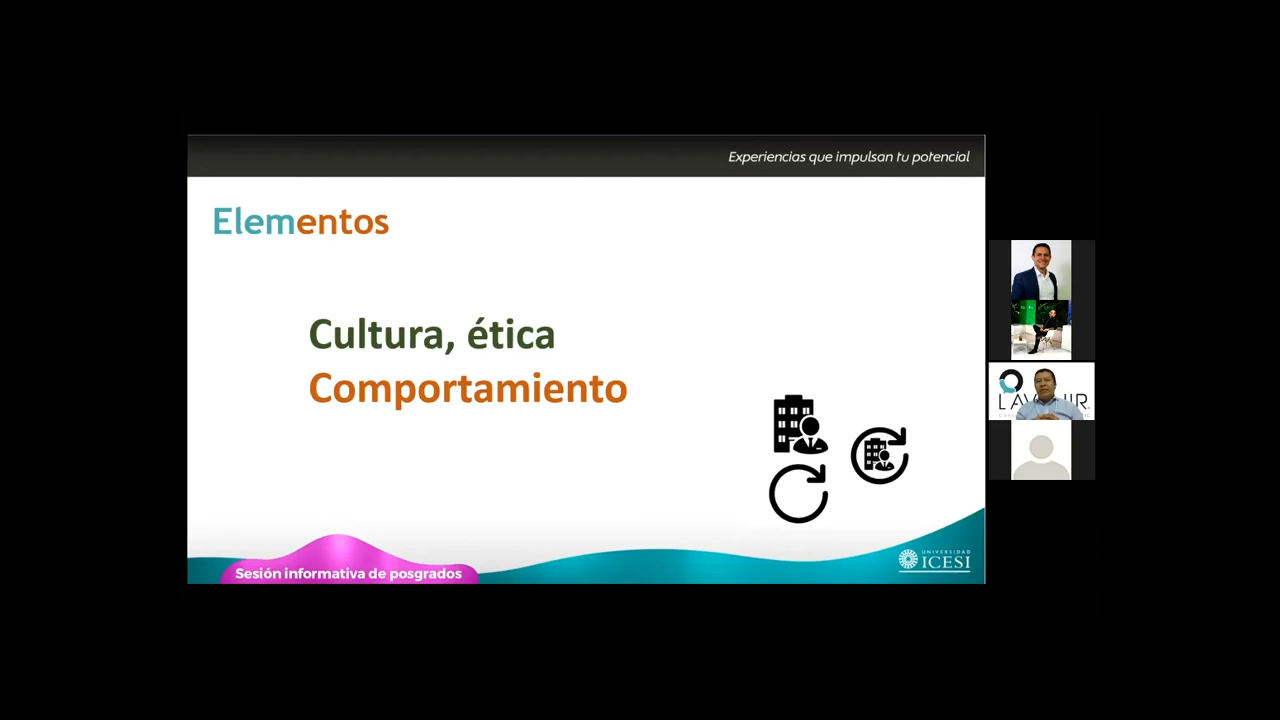 Experiencias que impulsan tu potencial
Elementos
Cultura, ética
Comportamiento
Sesión informativa de posgrados
UNIVERSIDAD
ICESI